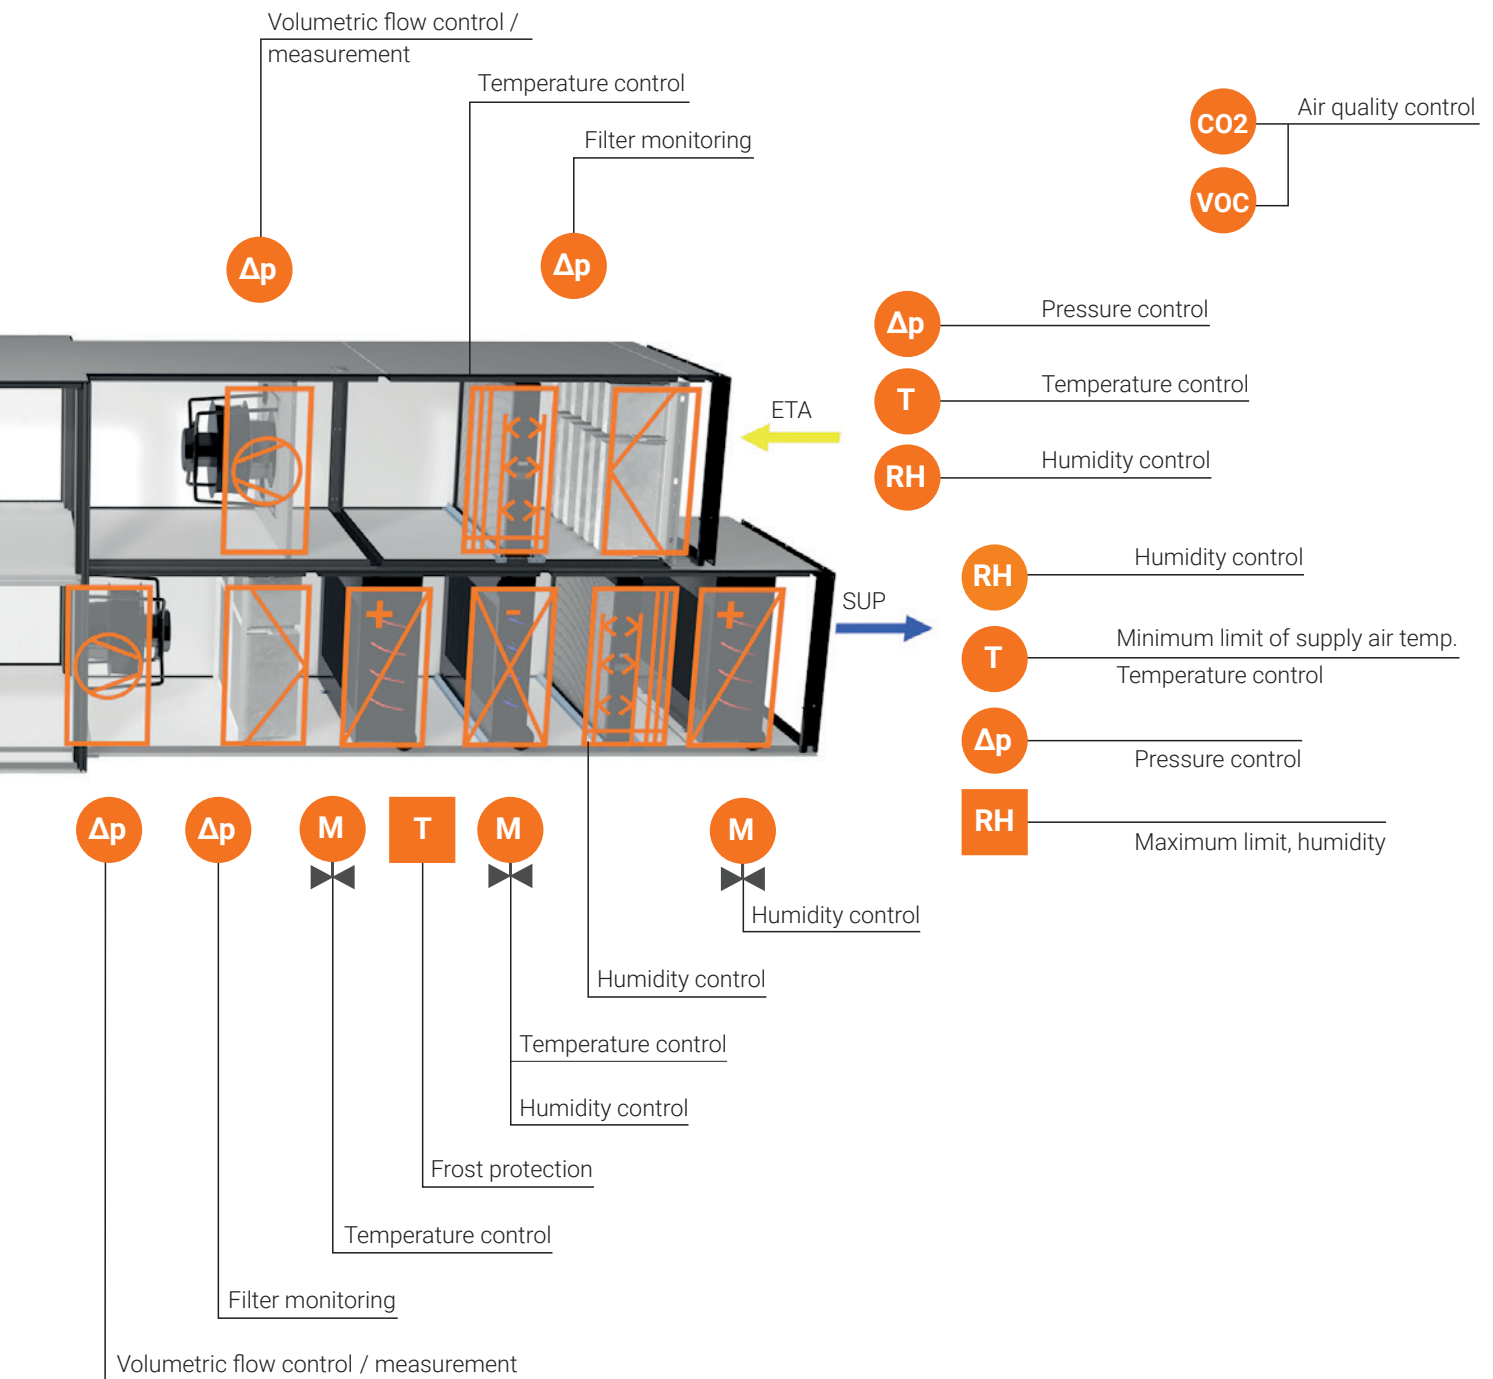 Volumetric flow control /
measurement
Temperature control
Filter monitoring
Δp
Δp
CO2
Air quality control
VOC
Δp
Pressure control
T
Temperature control
RH
Humidity control
ETA
SUP
RH
Humidity control
T
Minimum limit of supply air temp.
Temperature control
Δp
Pressure control
RH
Maximum limit, humidity
+
-
+
Δp
Δp
M
T
M
M
Humidity control
Humidity control
Temperature control
Humidity control
Frost protection
Temperature control
Filter monitoring
Volumetric flow control / measurement